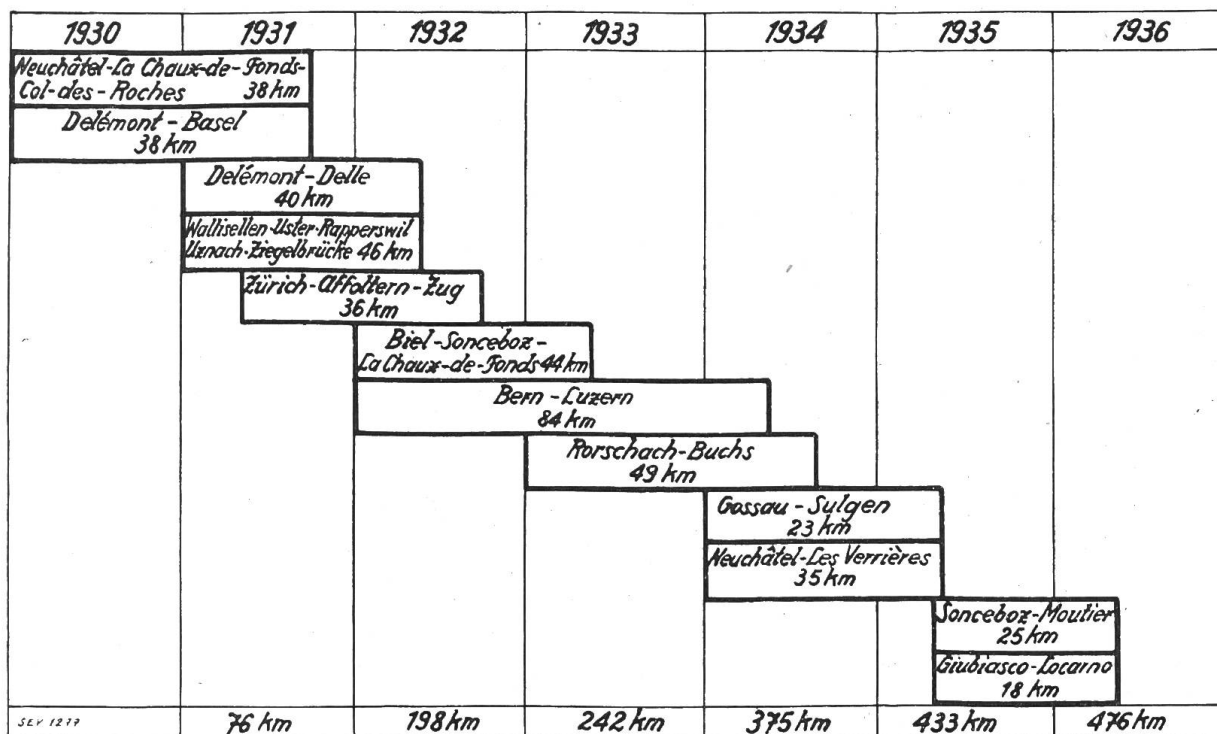 1930 1931 1932 1933 1934 1935 1936
Neuchâtel-La Chaux-de-Fonds-
Col-des-Roches 38 km
Delémont-Basel
38 km
Delémont-Delle
40 km
Wallisellen-Uster-Rapperswil
Uznach-Ziegelbrücke 46 km
Zürich-Affoltern-Zug
36 km
Biel-Sonceboz-
La Chaux-de-Fonds 44 km
Bern-Luzern
84 km
Rorschach-Buchs
49 km
Gossau-Sulgen
23 km
Neuchâtel-Les Verrières
35 km
Sonceboz-Moutier
25 km
Giubiasco-Locarno
18 km
SEV 1277 76 km 198 km 242 km 375 km 433 km 476 km